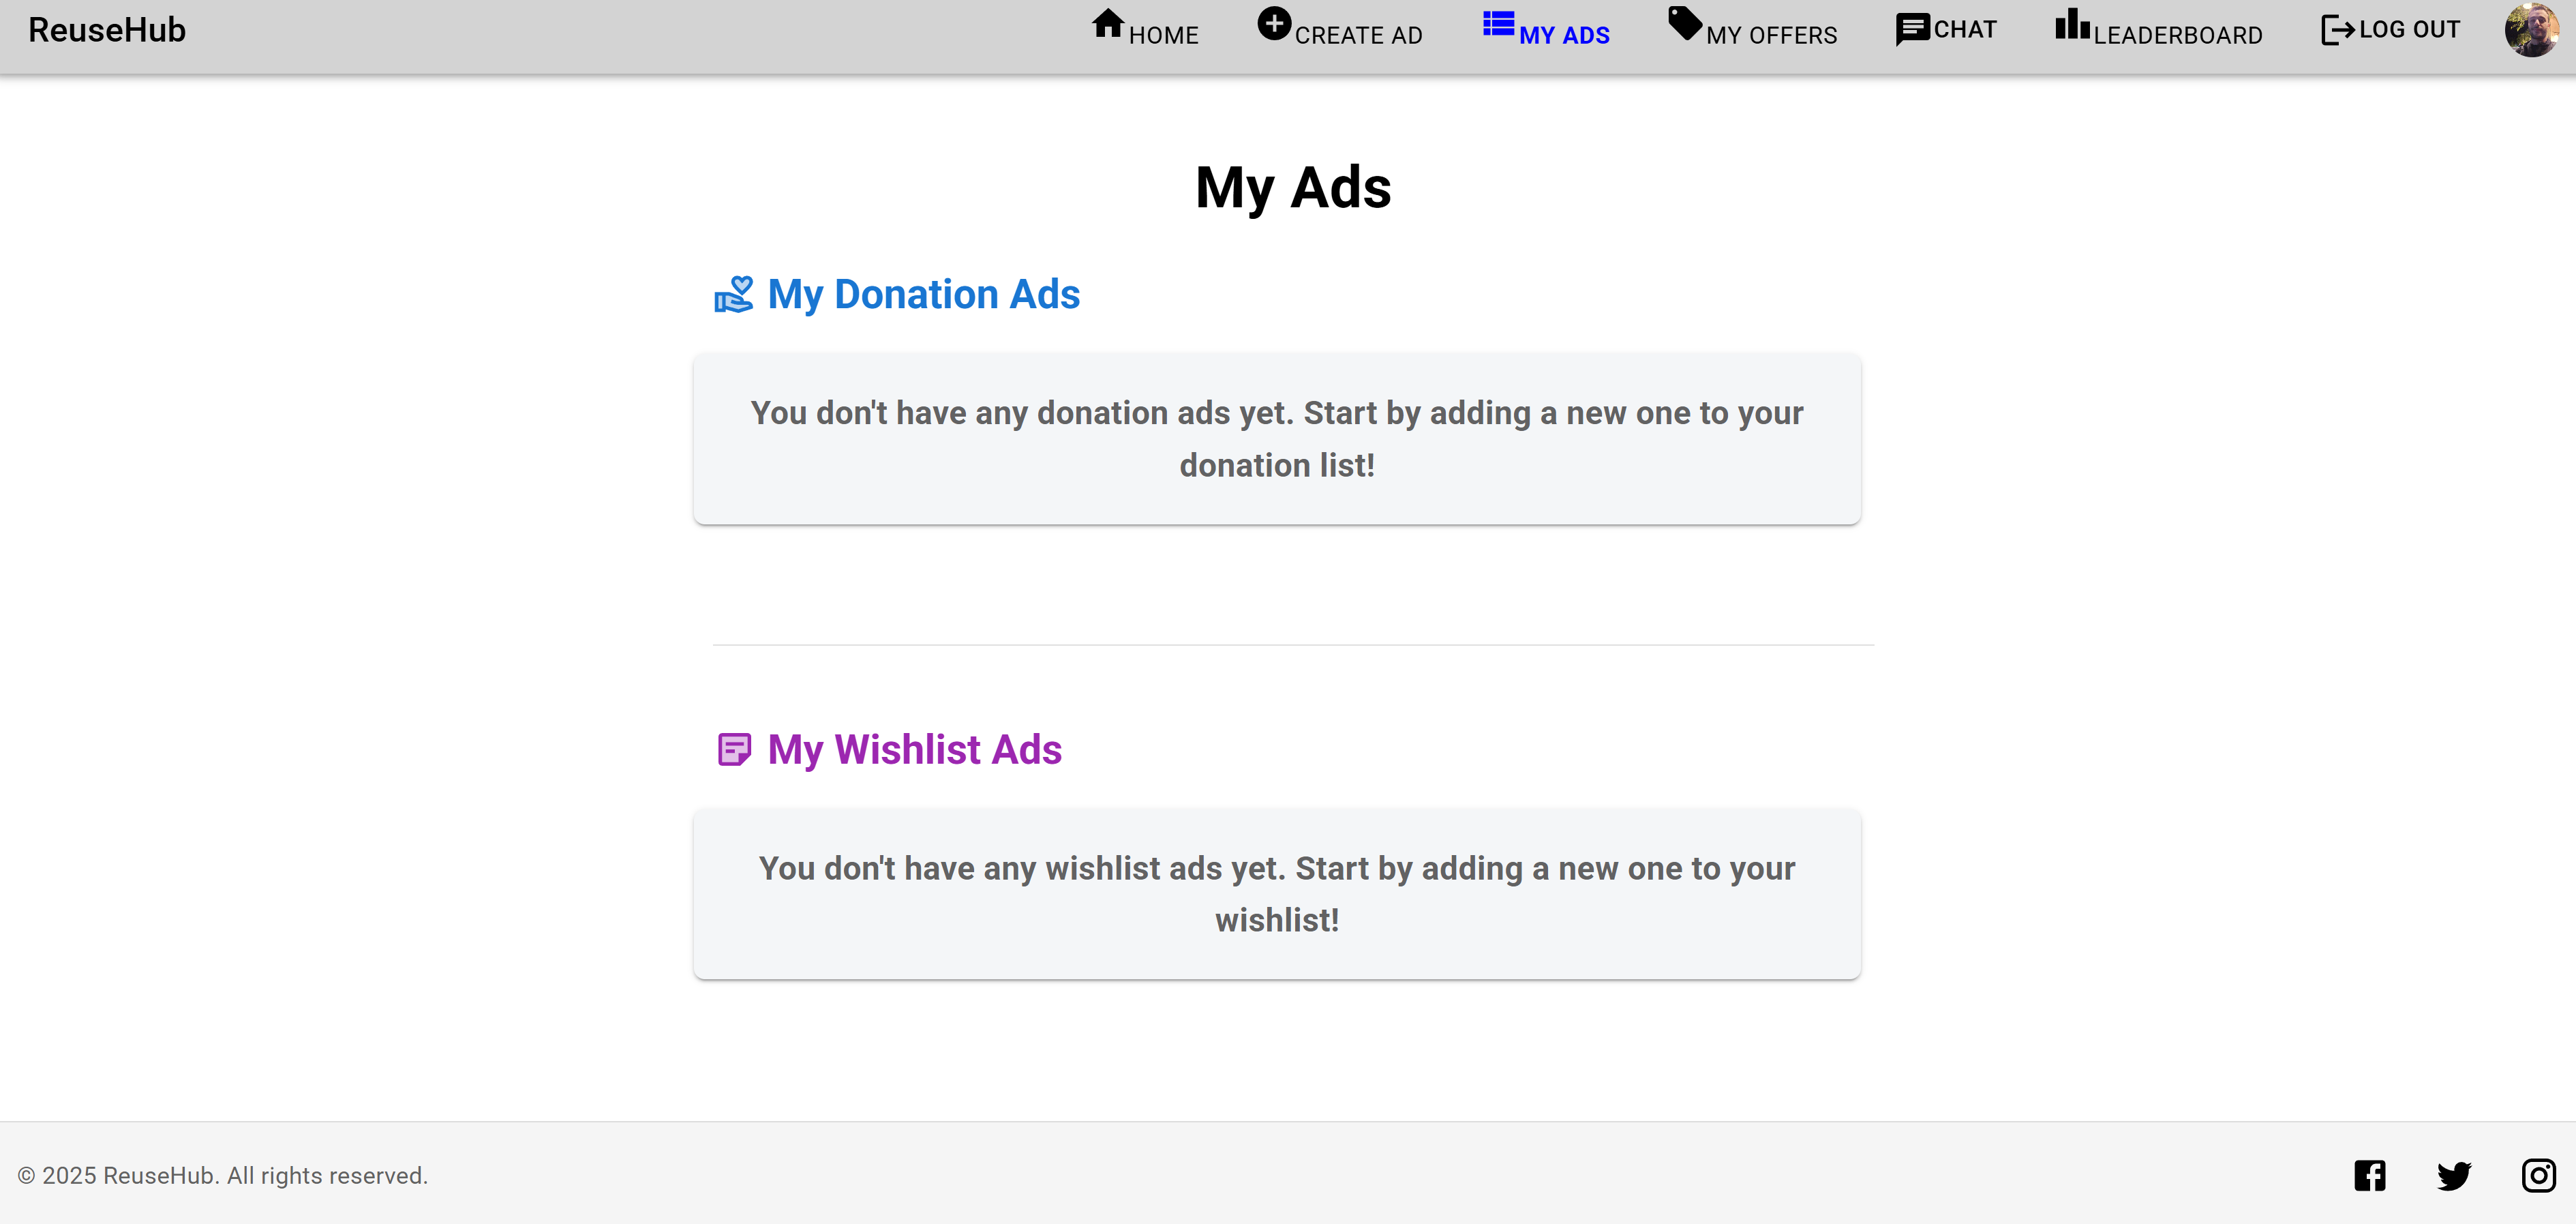 ReuseHub HOME CREATE AD MY ADS MY OFFERS CHAT LEADERBOARD LOG OUT
My Ads
My Donation Ads
You don't have any donation ads yet. Start by adding a new one to your
donation list!
My Wishlist Ads
You don't have any wishlist ads yet. Start by adding a new one to your
wishlist!
© 2025 ReuseHub. All rights reserved.